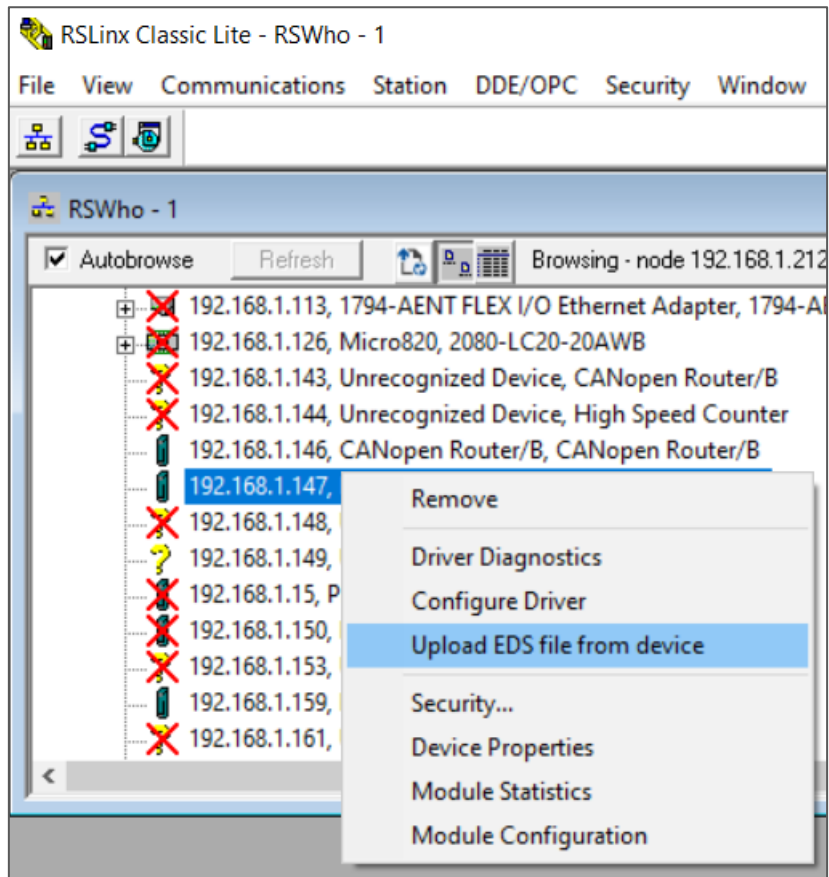 RSLinx Classic Lite - RSWho - 1
File View Communications Station DDE/OPC Security Window
RSWho - 1
Autobrowse Refresh Browsing - node 192.168.1.212
192.168.1.113, 1794-AENT FLEX I/O Ethernet Adapter, 1794-AE
192.168.1.126, Micro820, 2080-LC20-20AWB
192.168.1.143, Unrecognized Device, CANopen Router/B
192.168.1.144, Unrecognized Device, High Speed Counter
192.168.1.146, CANopen Router/B, CANopen Router/B
192.168.1.147,
192.168.1.148,
192.168.1.149,
192.168.1.15, P
192.168.1.150,
192.168.1.153,
192.168.1.159,
192.168.1.161,
Remove
Driver Diagnostics
Configure Driver
Upload EDS file from device
Security...
Device Properties
Module Statistics
Module Configuration